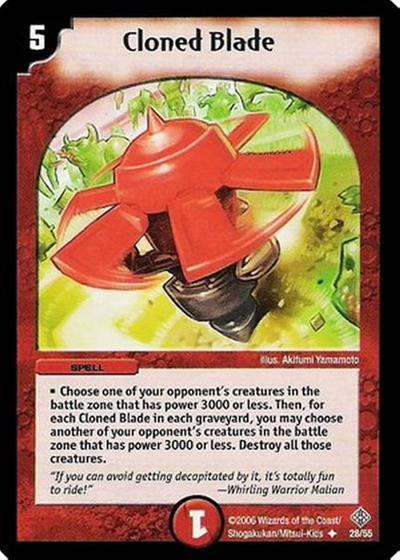 5
Cloned Blade
Illus. Akifumi Yamamoto
SPELL
▪ Choose one of your opponent's creatures in the
battle zone that has power 3000 or less. Then, for
each Cloned Blade in each graveyard, you may choose
another of your opponent's creatures in the battle
zone that has power 3000 or less. Destroy all those
creatures.
"If you can avoid getting decapitated by it, it's totally fun
to ride!" —Whirling Warrior Malian
1
©2006 Wizards of the Coast/
Shogakukan/Mitsui-Kids ✦ 28/55